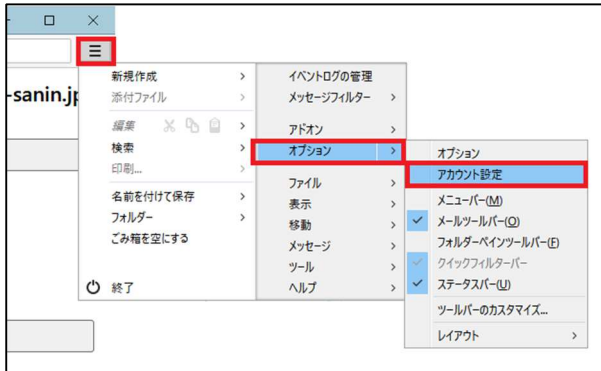 -sanin.jp
新規作成
添付ファイル
編集
検索
印刷...
名前を付けて保存
フォルダー
ごみ箱を空にする
終了
イベントログの管理
メッセージフィルター
アドオン
オプション
ファイル
表示
移動
メッセージ
ツール
ヘルプ
オプション
アカウント設定
メニューバー(M)
メールツールバー(O)
フォルダーペインツールバー(F)
クイックフィルターバー
ステータスバー(U)
ツールバーのカスタマイズ...
レイアウト